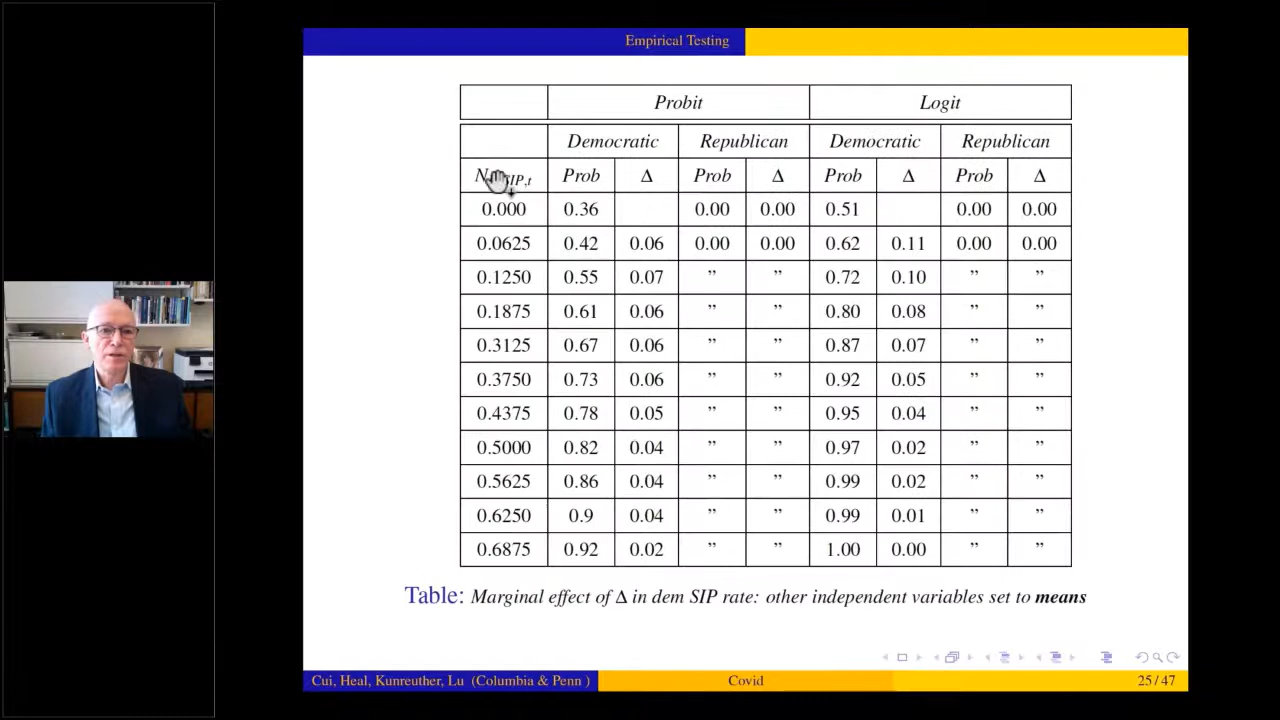 Empirical Testing
Probit Logit
Democratic Republican Democratic Republican
SIP,t Prob Δ Prob Δ Prob Δ Prob Δ
0.000 0.36 0.00 0.00 0.51 0.00 0.00
0.0625 0.42 0.06 0.00 0.00 0.62 0.11 0.00 0.00
0.1250 0.55 0.07 ” ” 0.72 0.10 ” ”
0.1875 0.61 0.06 ” ” 0.80 0.08 ” ”
0.3125 0.67 0.06 ” ” 0.87 0.07 ” ”
0.3750 0.73 0.06 ” ” 0.92 0.05 ” ”
0.4375 0.78 0.05 ” ” 0.95 0.04 ” ”
0.5000 0.82 0.04 ” ” 0.97 0.02 ” ”
0.5625 0.86 0.04 ” ” 0.99 0.02 ” ”
0.6250 0.9 0.04 ” ” 0.99 0.01 ” ”
0.6875 0.92 0.02 ” ” 1.00 0.00 ” ”
Table: Marginal effect of Δ in dem SIP rate: other independent variables set to means
Cui, Heal, Kunreuther, Lu (Columbia & Penn ) Covid 25 / 47